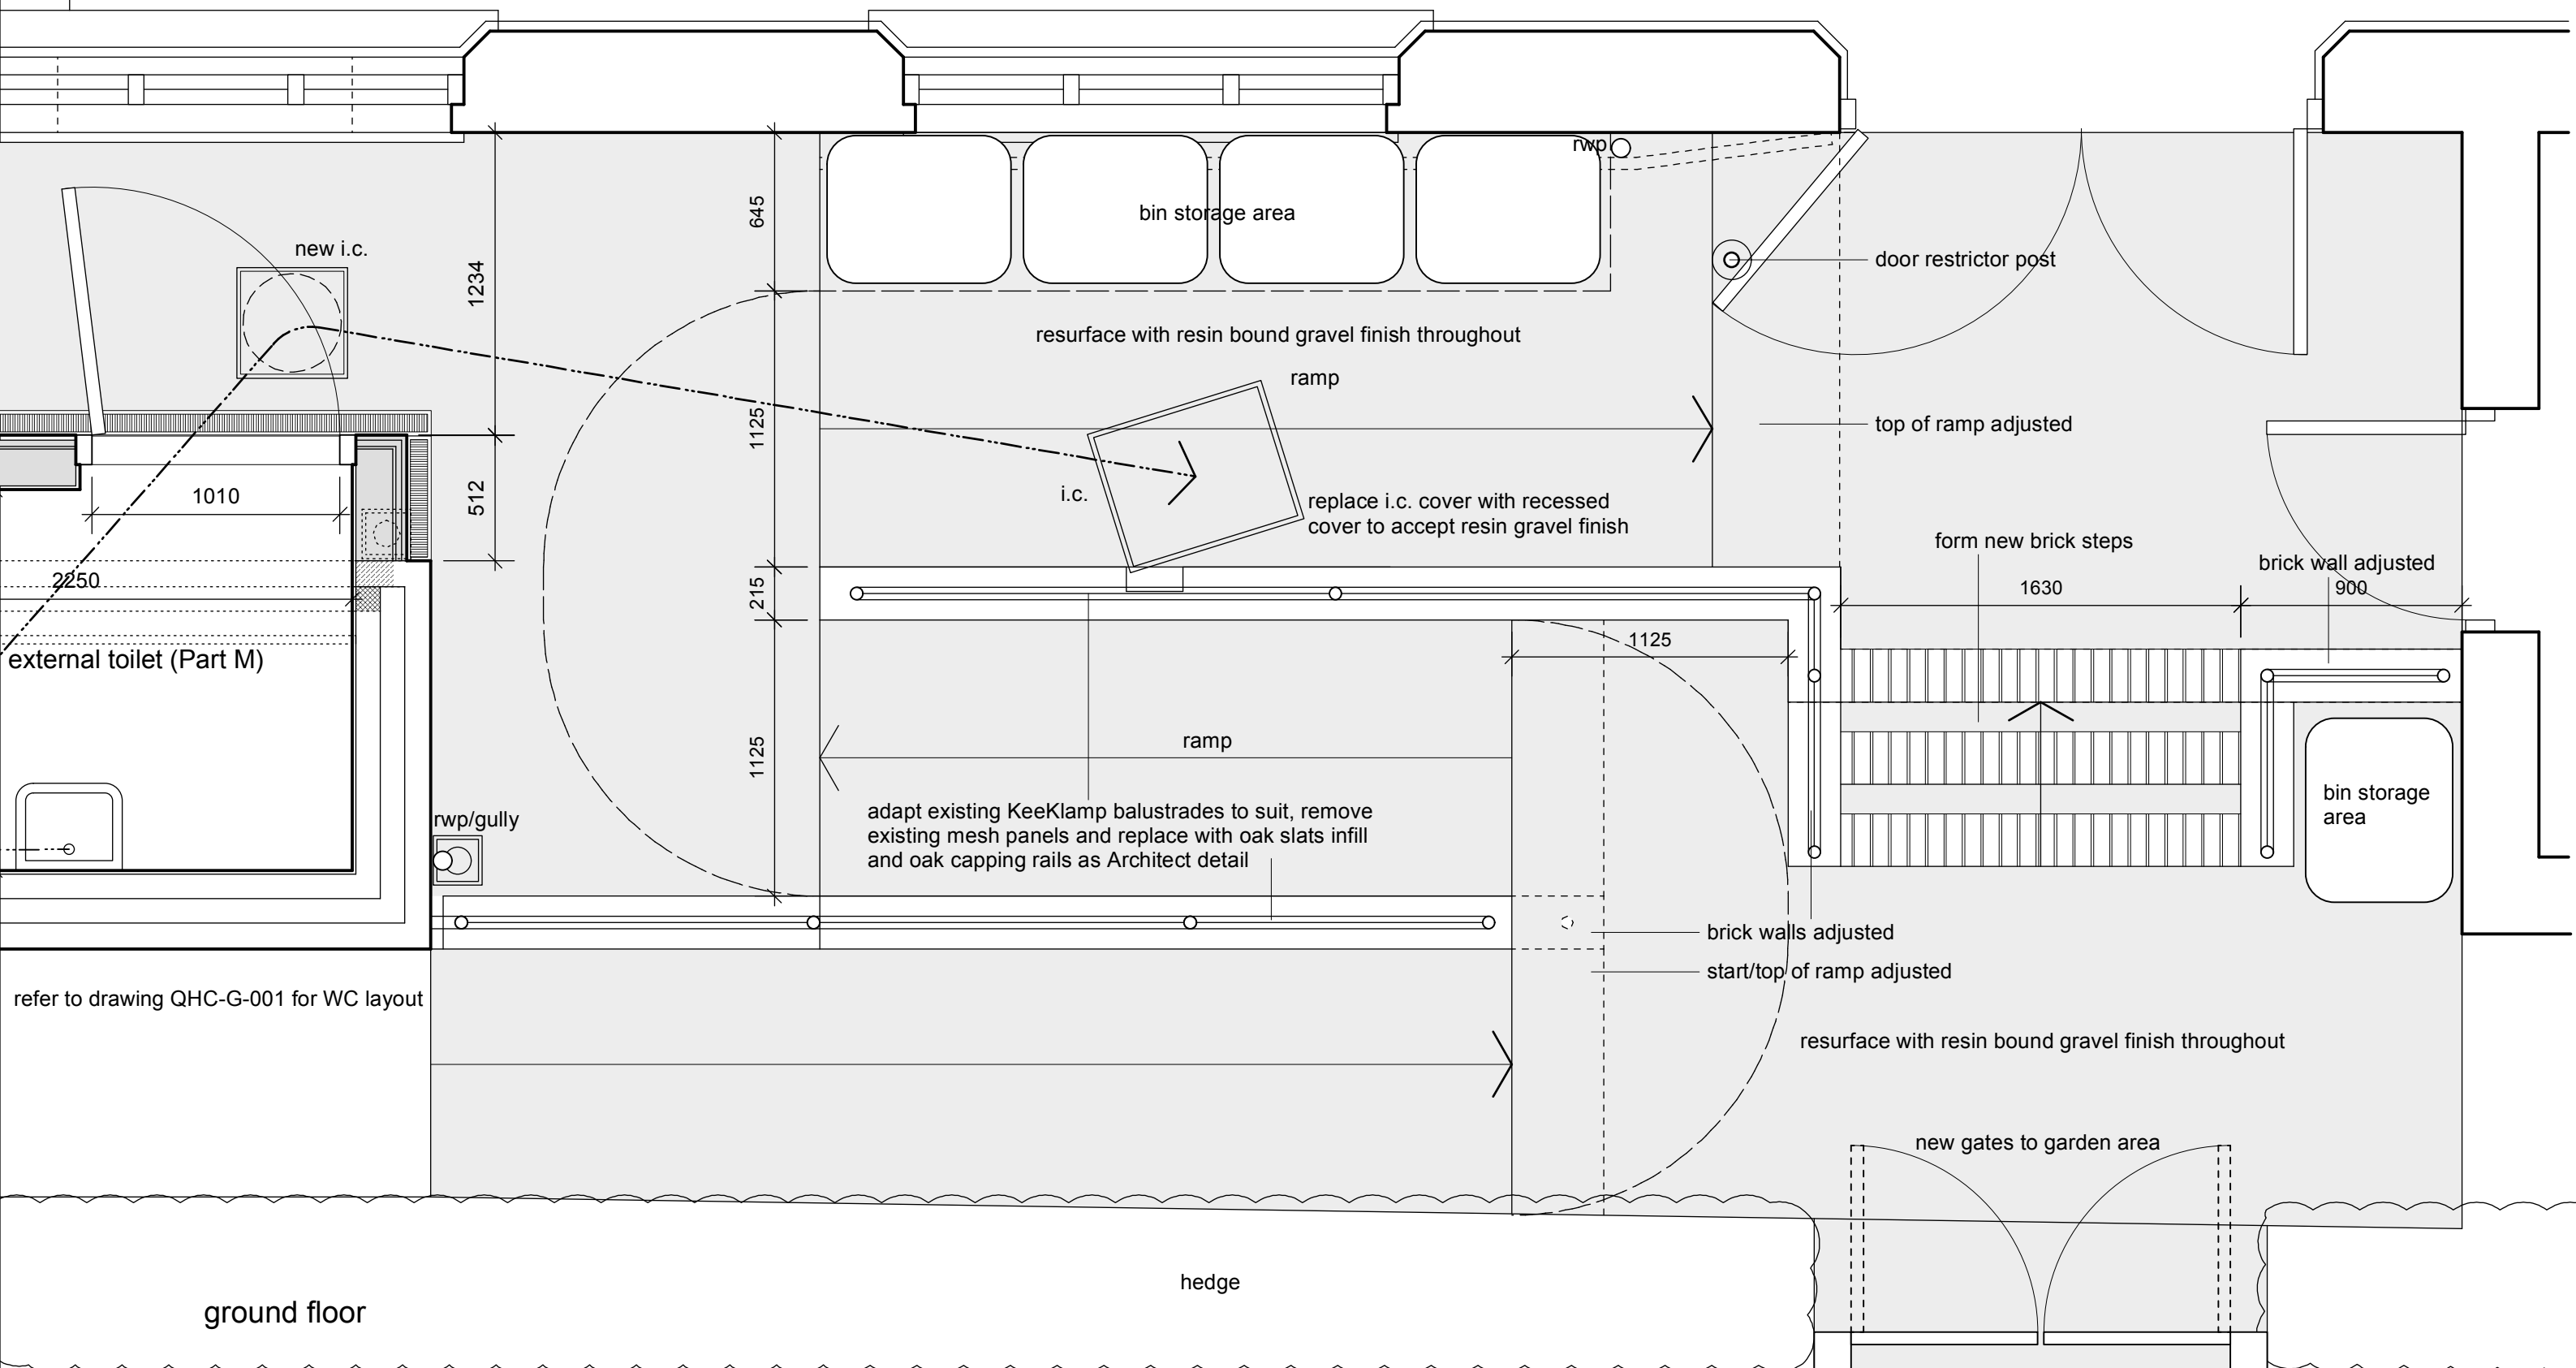 rwp
bin storage area
645
new i.c.
1234
door restrictor post
resurface with resin bound gravel finish throughout
ramp
1125
top of ramp adjusted
1010
512
i.c.
replace i.c. cover with recessed
cover to accept resin gravel finish
form new brick steps
brick wall adjusted
2250
215
1630
900
1125
external toilet (Part M)
ramp
1125
bin storage
area
adapt existing KeeKlamp balustrades to suit, remove
existing mesh panels and replace with oak slats infill
and oak capping rails as Architect detail
rwp/gully
brick walls adjusted
start/top of ramp adjusted
refer to drawing QHC-G-001 for WC layout
resurface with resin bound gravel finish throughout
new gates to garden area
hedge
ground floor